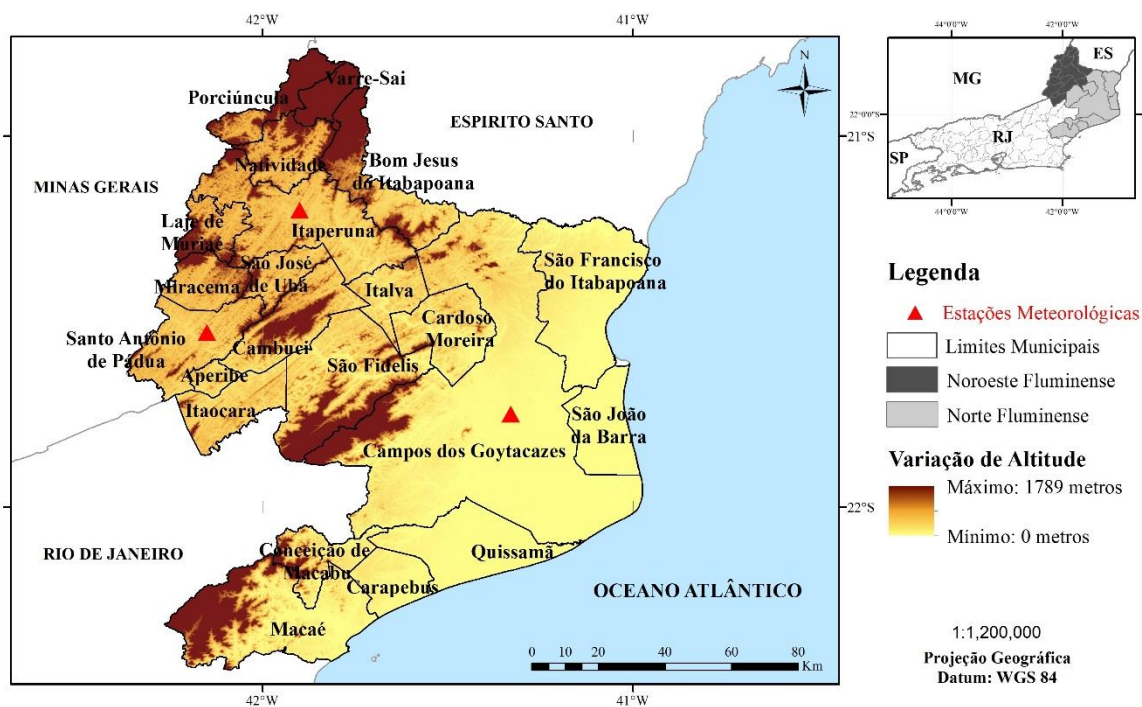 42°W
41°W
N
Varre-Sai
Porciúncula
ESPIRITO SANTO
21°S
Natividade
Bom Jesus
do Itabapoana
MINAS GERAIS
Laje de
Muriaé
Itaperuna
São José
de Ubá
São Francisco
do Itabapoana
Miracema
Italva
Cardoso
Moreira
Santo Antônio
de Pádua
Cambuci
São Fidelis
Aperibe
Itaocara
São João
da Barra
Campos dos Goytacazes
22°S
RIO DE JANEIRO
Conceição de
Macabu
Quissamã
Carapebus
OCEANO ATLÂNTICO
Macaé
0 5 10 20 40 60 80
Km
42°W
41°W
42°0'0"W
ES
MG
22°0'0"S
RJ
SP
44°0'0"W
42°0'0"W
Legenda
Estações Meteorológicas
Limites Municipais
Noroeste Fluminense
Norte Fluminense
Variação de Altitude
Máximo: 1789 metros
Mínimo: 0 metros
1:1,200,000
Projeção Geográfica
Datum: WGS 84